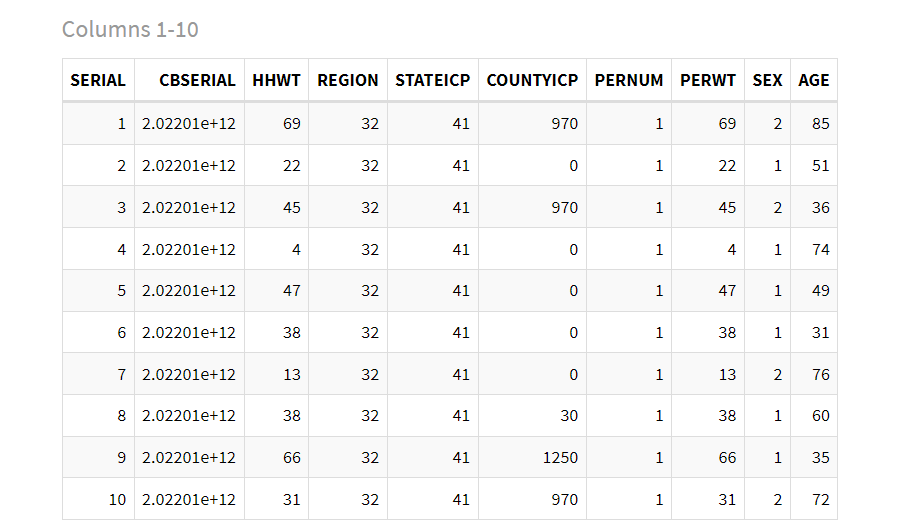 Columns 1-10
SERIAL CBSERIAL HHWT REGION STATEICP COUNTYICP PERNUM PERWT SEX AGE
1 2.02201e+12 69 32 41 970 1 69 2 85
2 2.02201e+12 22 32 41 0 1 22 1 51
3 2.02201e+12 45 32 41 970 1 45 2 36
4 2.02201e+12 4 32 41 0 1 4 1 74
5 2.02201e+12 47 32 41 0 1 47 1 49
6 2.02201e+12 38 32 41 0 1 38 1 31
7 2.02201e+12 13 32 41 0 1 13 2 76
8 2.02201e+12 38 32 41 30 1 38 1 60
9 2.02201e+12 66 32 41 1250 1 66 1 35
10 2.02201e+12 31 32 41 970 1 31 2 72